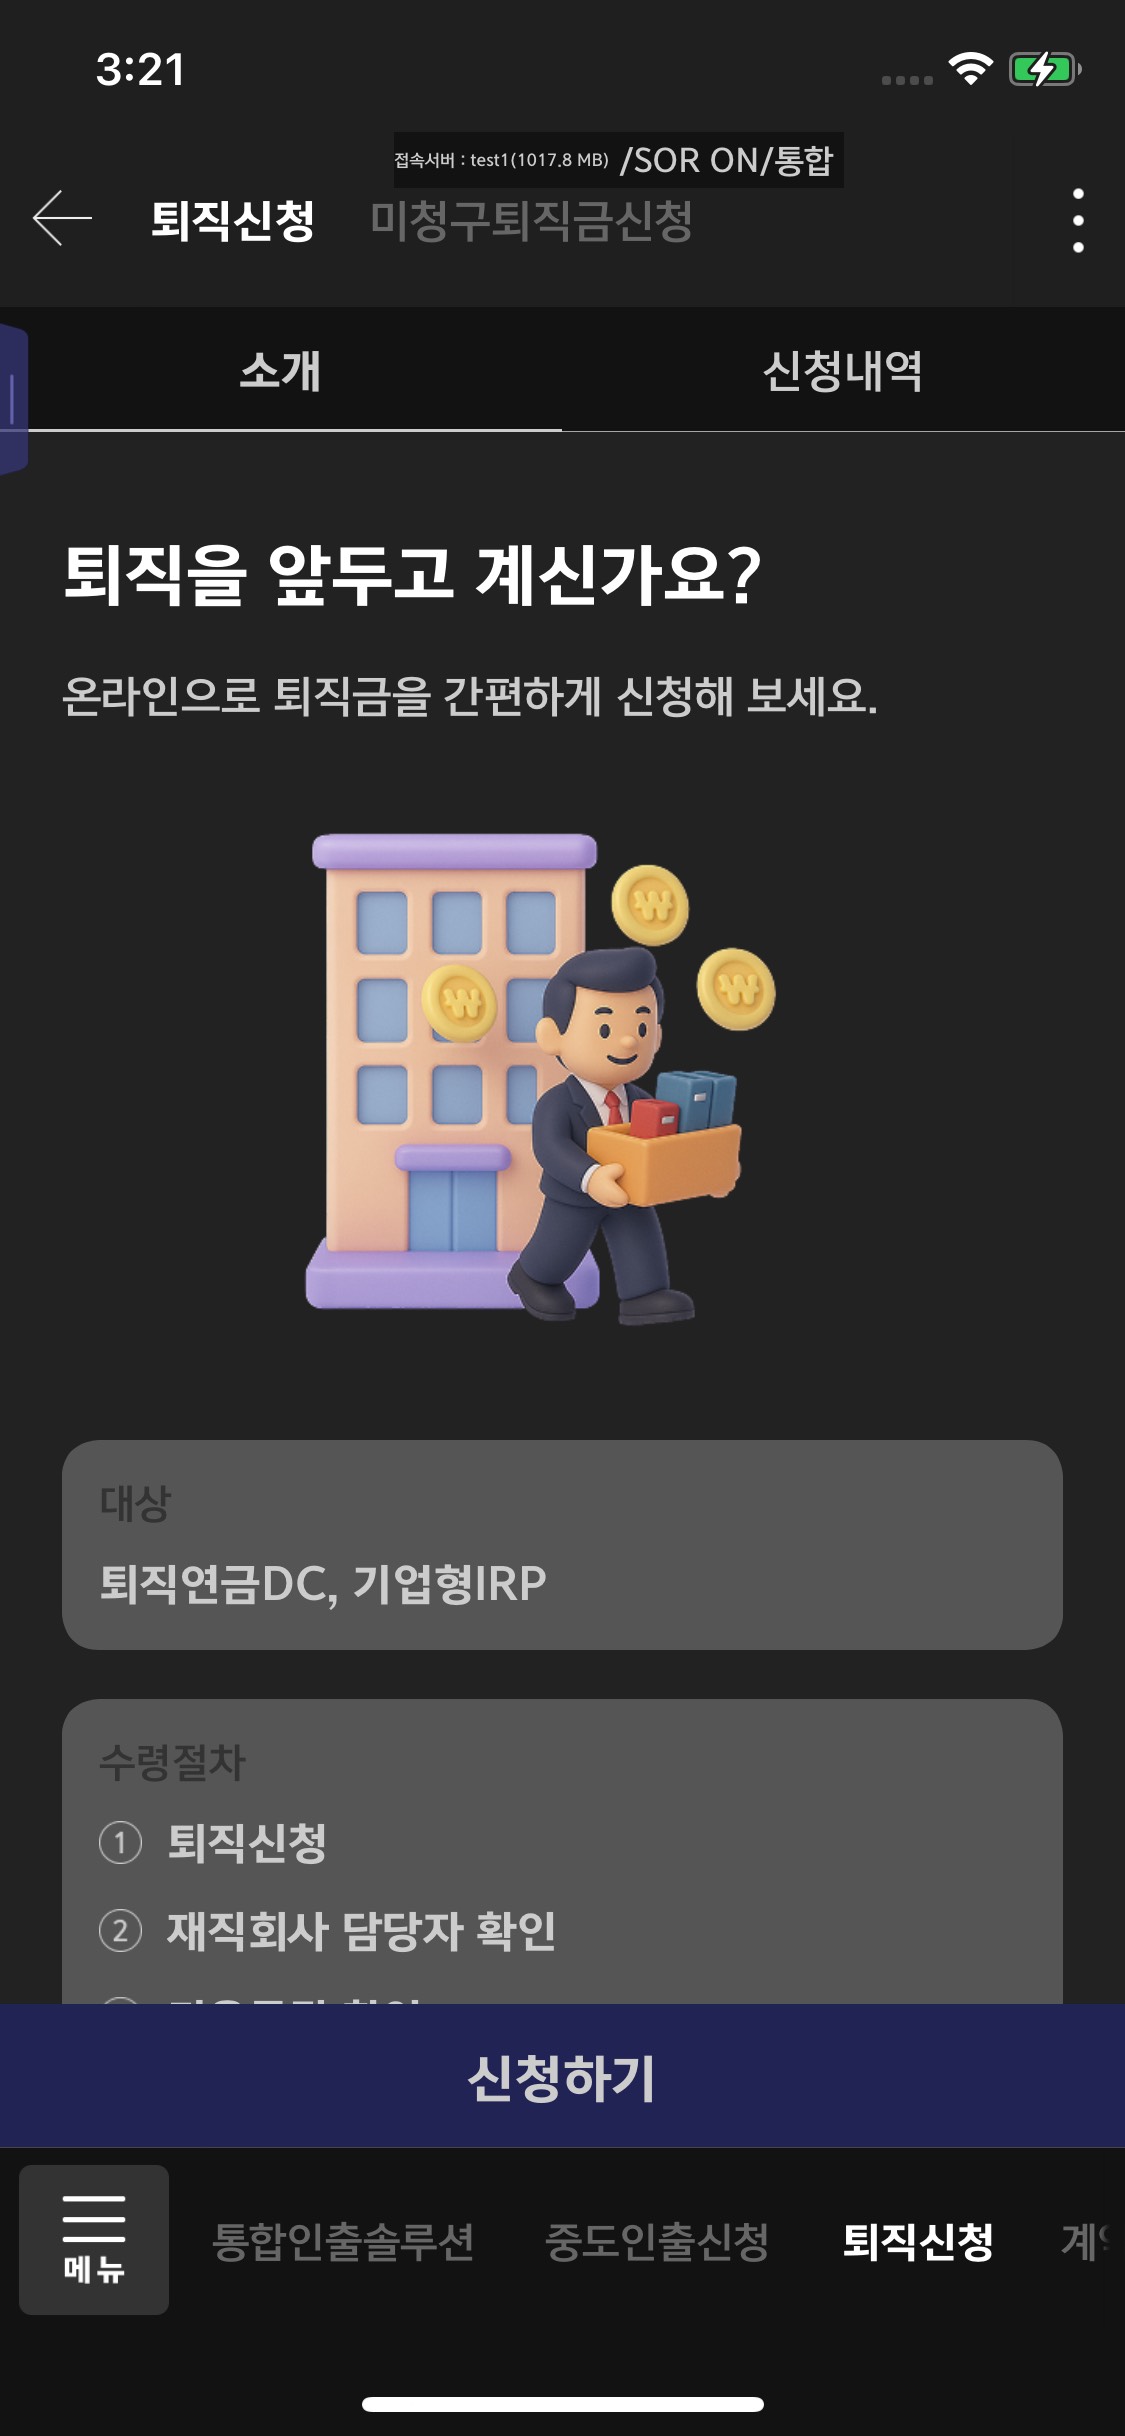 3:21
접속서버 : test1(1017.8 MB) /SOR ON/통합
퇴직신청 미청구퇴직금신청
소개 신청내역
퇴직을 앞두고 계신가요?
온라인으로 퇴직금을 간편하게 신청해 보세요.
₩
₩
₩
대상
퇴직연금DC, 기업형IRP
수령절차
① 퇴직신청
② 재직회사 담당자 확인
신청하기
메뉴 통합인출솔루션 중도인출신청 퇴직신청